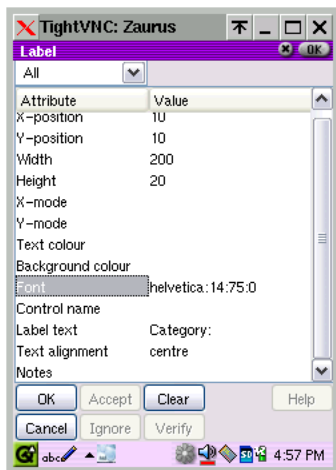 TightVNC: Zaurus
Label OK
All
Attribute Value
X-position 10
Y-position 10
Width 200
Height 20
X-mode
Y-mode
Text colour
Background colour
Font helvetica:14:75:0
Control name
Label text Category:
Text alignment centre
Notes
OK Accept Clear Help
Cancel Ignore Verify
abc SD 4:57 PM